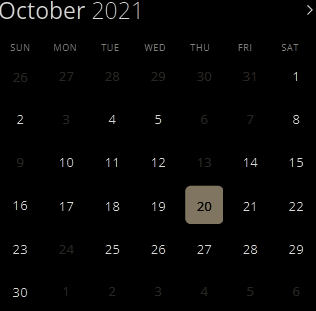 October 2021
SUN MON TUE WED THU FRI SAT
26 27 28 29 30 31 1
2 3 4 5 6 7 8
9 10 11 12 13 14 15
16 17 18 19 20 21 22
23 24 25 26 27 28 29
30 1 2 3 4 5 6